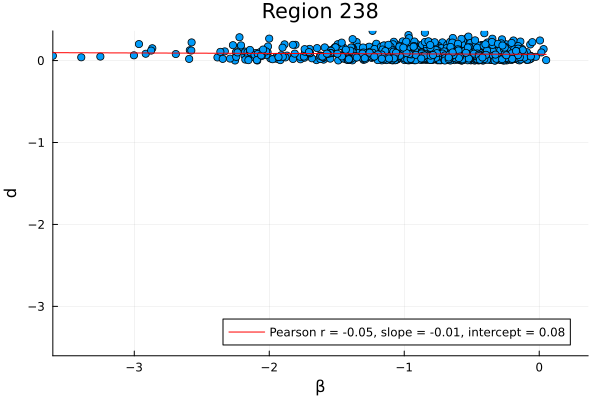 Region 238
d
0
−1
−2
−3
Pearson r = -0.05, slope = -0.01, intercept = 0.08
−3 −2 −1 0
β